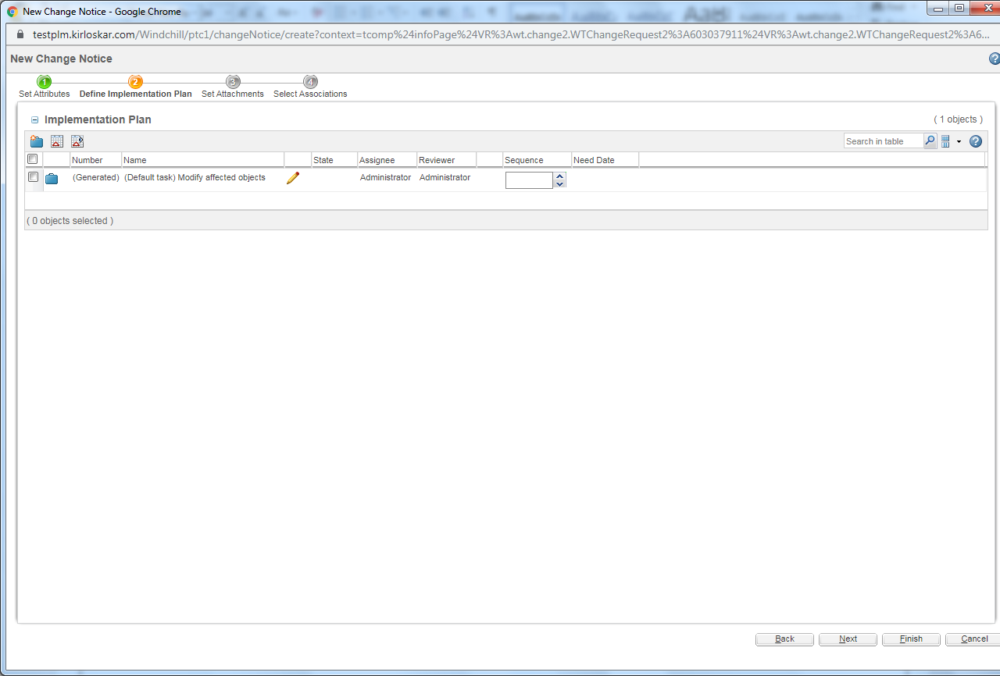 New Change Notice - Google Chrome
testplm.kirloskar.com/Windchill/ptc1/changeNotice/create?context=tcomp%24infoPage%24VR%3Awt.change2.WTChangeRequest2%3A603037911%24VR%3Awt.change2.WTChangeRequest2%3A6...
New Change Notice
1 2 3 4
Set Attributes Define Implementation Plan Set Attachments Select Associations
Implementation Plan ( 1 objects )
Search in table
Number Name State Assignee Reviewer Sequence Need Date
(Generated) (Default task) Modify affected objects Administrator Administrator
( 0 objects selected )
Back Next Finish Cancel